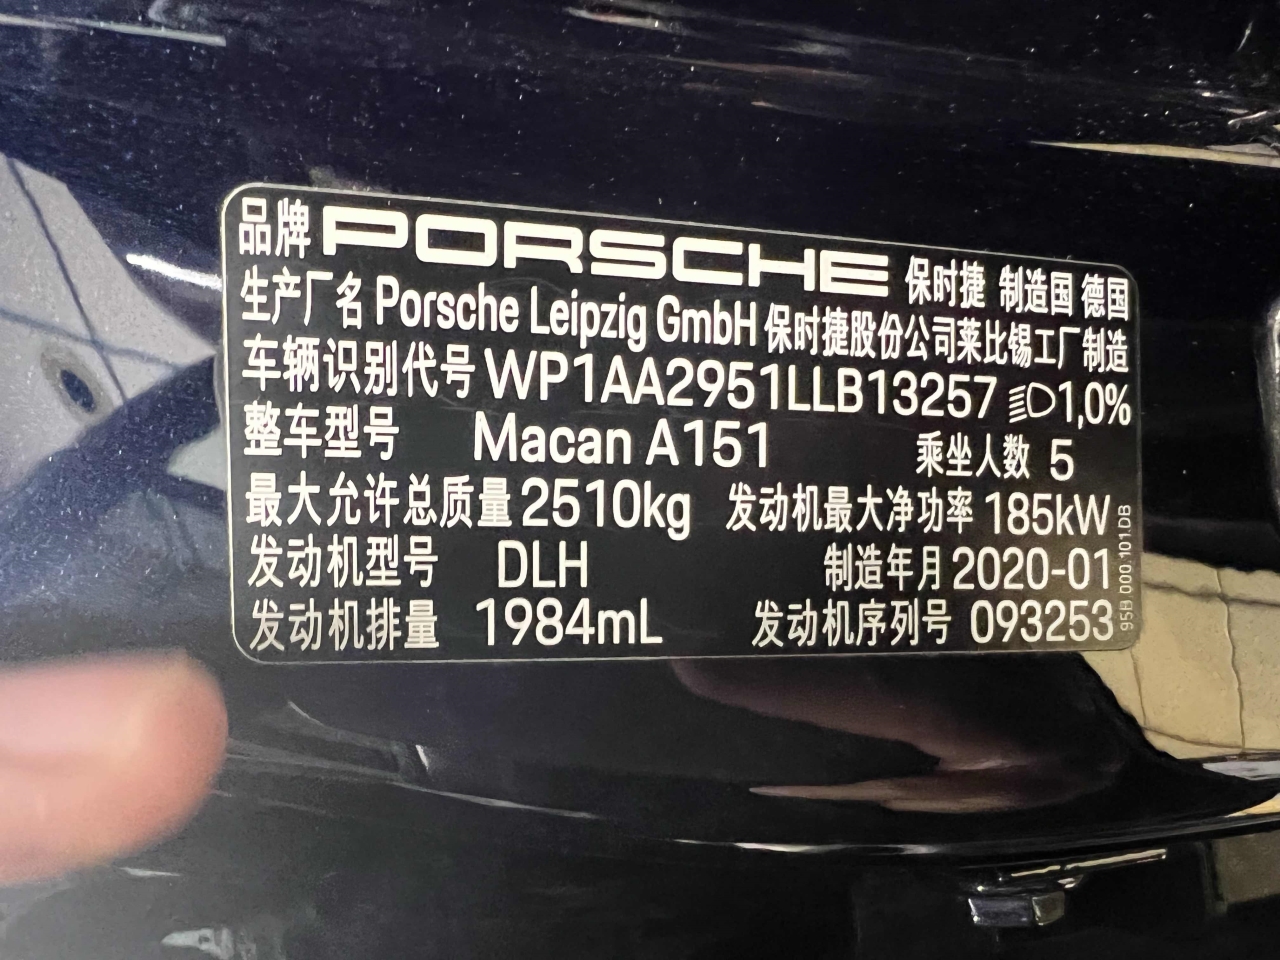 品牌 PORSCHE 保时捷 制造国 德国
生产厂名 Porsche Leipzig GmbH 保时捷股份公司莱比锡工厂制造
车辆识别代号 WP1AA2951LLB13257 1,0%
整车型号 Macan A151 乘坐人数 5
最大允许总质量 2510kg 发动机最大净功率 185kW
发动机型号 DLH 制造年月 2020-01
发动机排量 1984mL 发动机序列号 093253
95B 000.101.DB